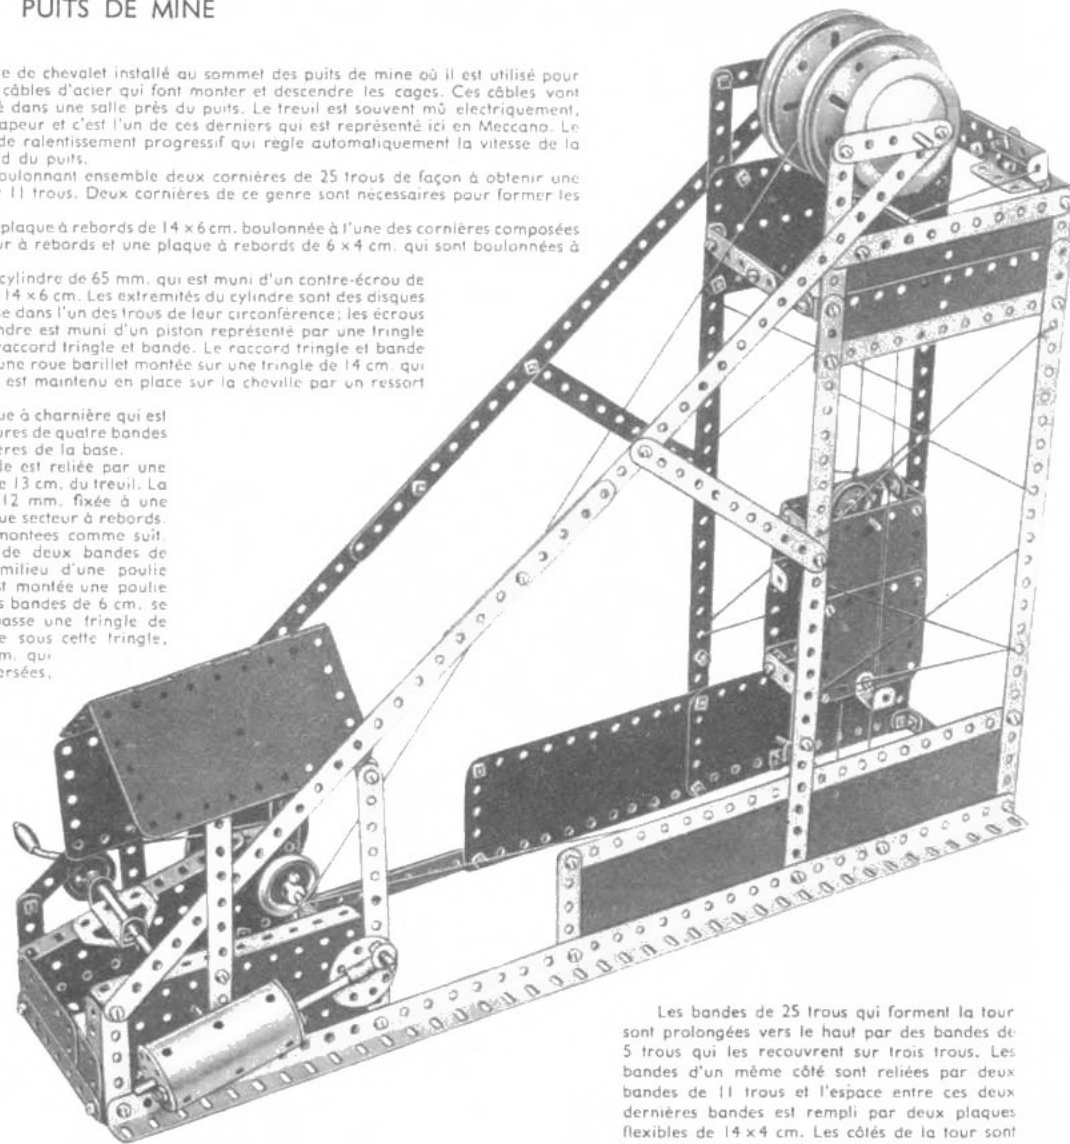 PUITS DE MINE
e de chevalet installé au sommet des puits de mine où il est utilisé pour
câbles d'acier qui font monter et descendre les cages. Ces câbles vont
é dans une salle près du puits. Le treuil est souvent mû electriquement,
apeur et c'est l'un de ces derniers qui est représenté ici en Meccano. Le
de ralentissement progressif qui règle automatiquement la vitesse de la
d du puits.
oulonnant ensemble deux cornières de 25 trous de façon à obtenir une
r 11 trous. Deux cornières de ce genre sont nécessaires pour former les
plaque à rebords de 14 x 6 cm. boulonnée à l'une des cornières composées
ur à rebords et une plaque à rebords de 6 x 4 cm. qui sont boulonnées à
cylindre de 65 mm. qui est muni d'un contre-écrou de
14 x 6 cm. Les extremités du cylindre sont des disques
se dans l'un des trous de leur circonférence; les écrous
ndre est muni d'un piston représenté par une tringle
raccord tringle et bande. Le raccord tringle et bande
une roue barillet montée sur une tringle de 14 cm. qui
est maintenu en place sur la cheville par un ressort
ue à charnière qui est
ures de quatre bandes
ères de la base.
le est reliée par une
e 13 cm. du treuil. La
12 mm. fixée à une
ue secteur à rebords.
montees comme suit.
de deux bandes de
milieu d'une poulie
st montée une poulie
s bandes de 6 cm. se
asse une tringle de
e sous cette tringle,
m. qui
ersées,
Les bandes de 25 trous qui forment la tour
sont prolongées vers le haut par des bandes de
5 trous qui les recouvrent sur trois trous. Les
bandes d'un même côté sont reliées par deux
bandes de 11 trous et l'espace entre ces deux
dernières bandes est rempli par deux plaques
flexibles de 14 x 4 cm. Les côtés de la tour sont